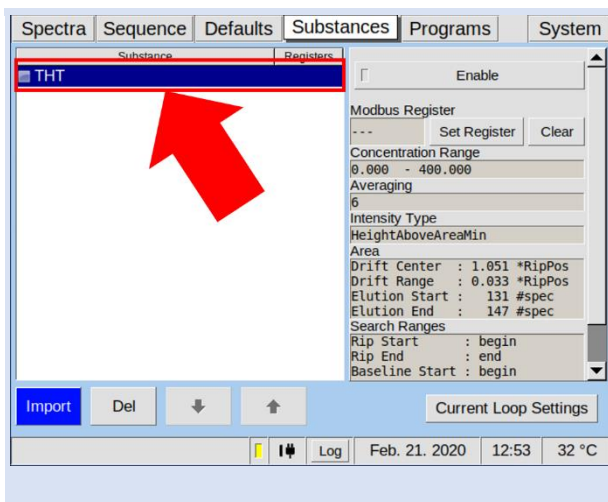 Spectra Sequence Defaults Substances Programs System
Substance Registers
THT
Enable
Modbus Register
--- Set Register Clear
Concentration Range
0.000 - 400.000
Averaging
6
Intensity Type
HeightAboveAreaMin
Area
Drift Center : 1.051 *RipPos
Drift Range : 0.033 *RipPos
Elution Start : 131 #spec
Elution End : 147 #spec
Search Ranges
Rip Start : begin
Rip End : end
Baseline Start : begin
Import Del Current Loop Settings
Log Feb. 21. 2020 12:53 32 °C